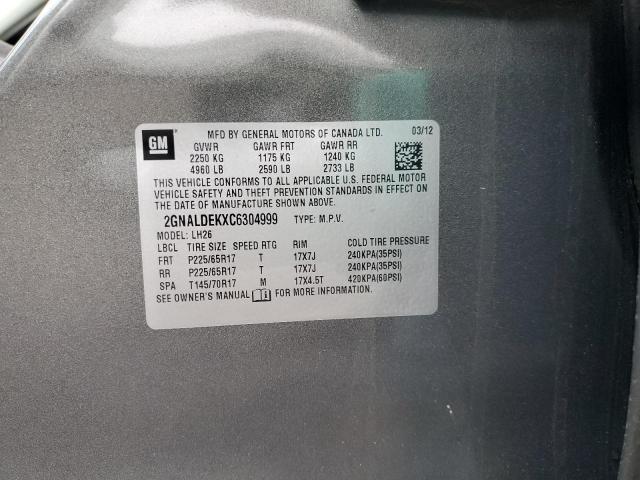 GM
MFD BY GENERAL MOTORS OF CANADA LTD. 03/12
GVWR GAWR FRT GAWR RR
2250 KG 1175 KG 1240 KG
4960 LB 2590 LB 2733 LB
THIS VEHICLE CONFORMS TO ALL APPLICABLE U.S. FEDERAL MOTOR
VEHICLE SAFETY AND THEFT PREVENTION STANDARDS IN EFFECT ON
THE DATE OF MANUFACTURE SHOWN ABOVE.
2GNALDEKXC6304999 TYPE: M.P.V.
MODEL: LH26
LBCL TIRE SIZE SPEED RTG RIM COLD TIRE PRESSURE
FRT P225/65R17 T 17X7J 240KPA(35PSI)
RR P225/65R17 T 17X7J 240KPA(35PSI)
SPA T145/70R17 M 17X4.5T 420KPA(60PSI)
SEE OWNER'S MANUAL FOR MORE INFORMATION.